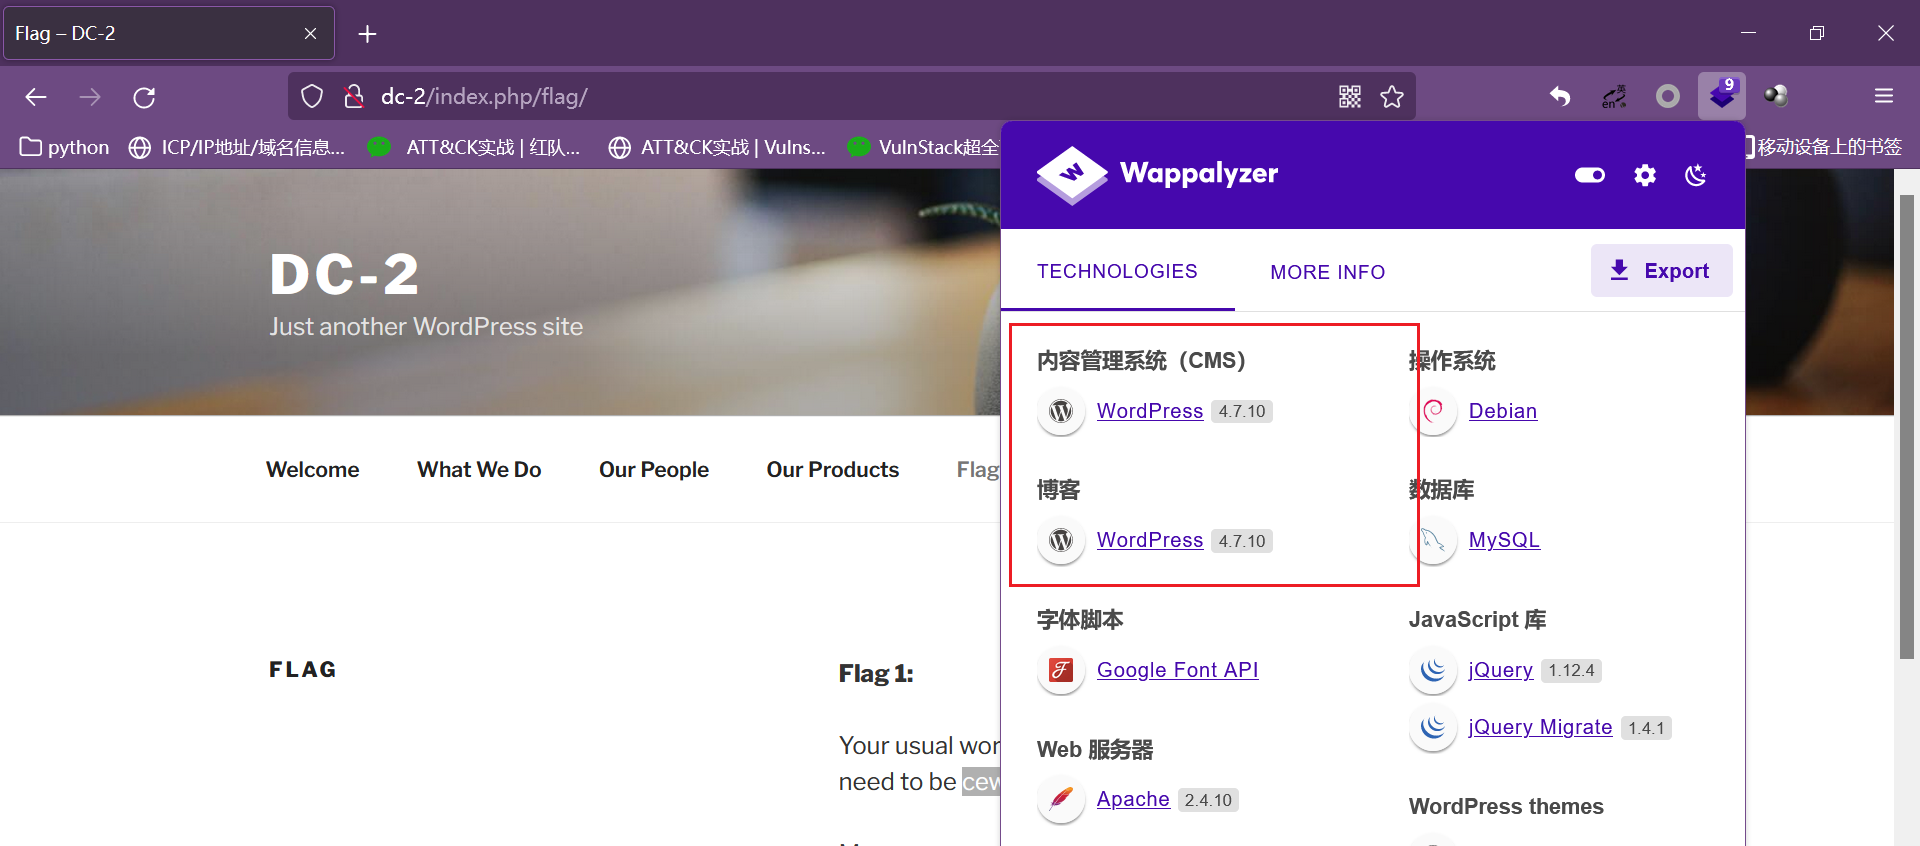 Flag – DC-2
dc-2/index.php/flag/
9
python
ICP/IP地址/域名信息...
ATT&CK实战 | 红队...
ATT&CK实战 | Vulns...
VulnStack超全
移动设备上的书签
Wappalyzer
TECHNOLOGIES
MORE INFO
Export
DC-2
Just another WordPress site
Welcome
What We Do
Our People
Our Products
Flag
内容管理系统（CMS）
WordPress 4.7.10
操作系统
Debian
博客
WordPress 4.7.10
数据库
MySQL
字体脚本
Google Font API
JavaScript 库
jQuery 1.12.4
jQuery Migrate 1.4.1
Web 服务器
Apache 2.4.10
WordPress themes
FLAG
Flag 1:
Your usual wor
need to be cew